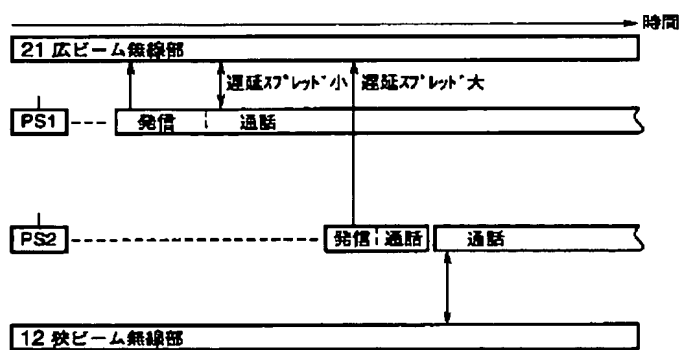 時間
21 広ビーム無線部
遅延スプレッド小 遅延スプレッド大
PS1 発信 通話
PS2 発信 通話 通話
12 狭ビーム無線部